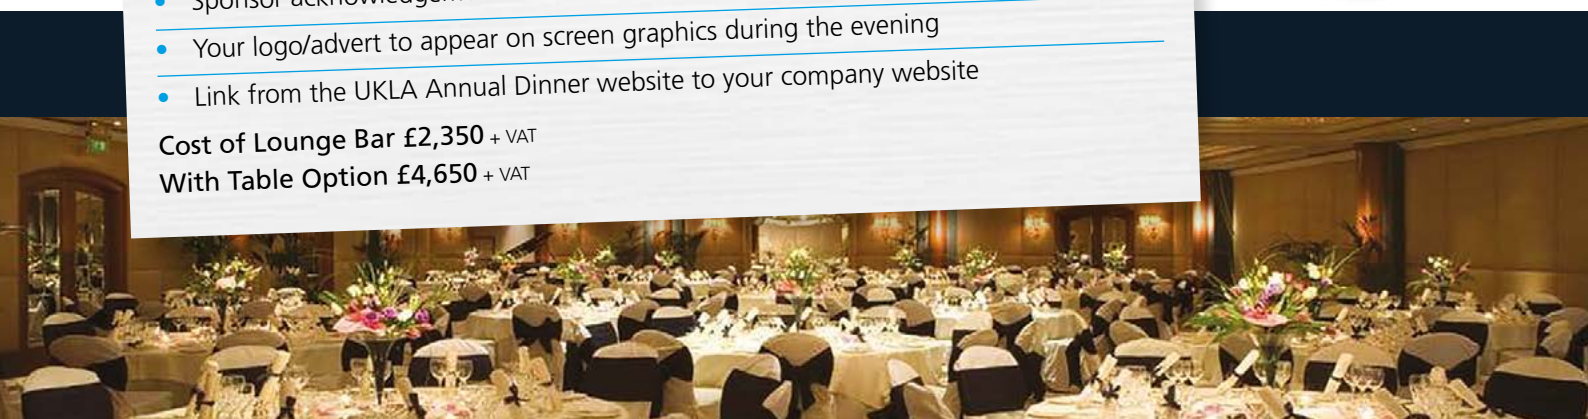 • Your logo/advert to appear on screen graphics during the evening
• Link from the UKLA Annual Dinner website to your company website
Cost of Lounge Bar £2,350 + VAT
With Table Option £4,650 + VAT